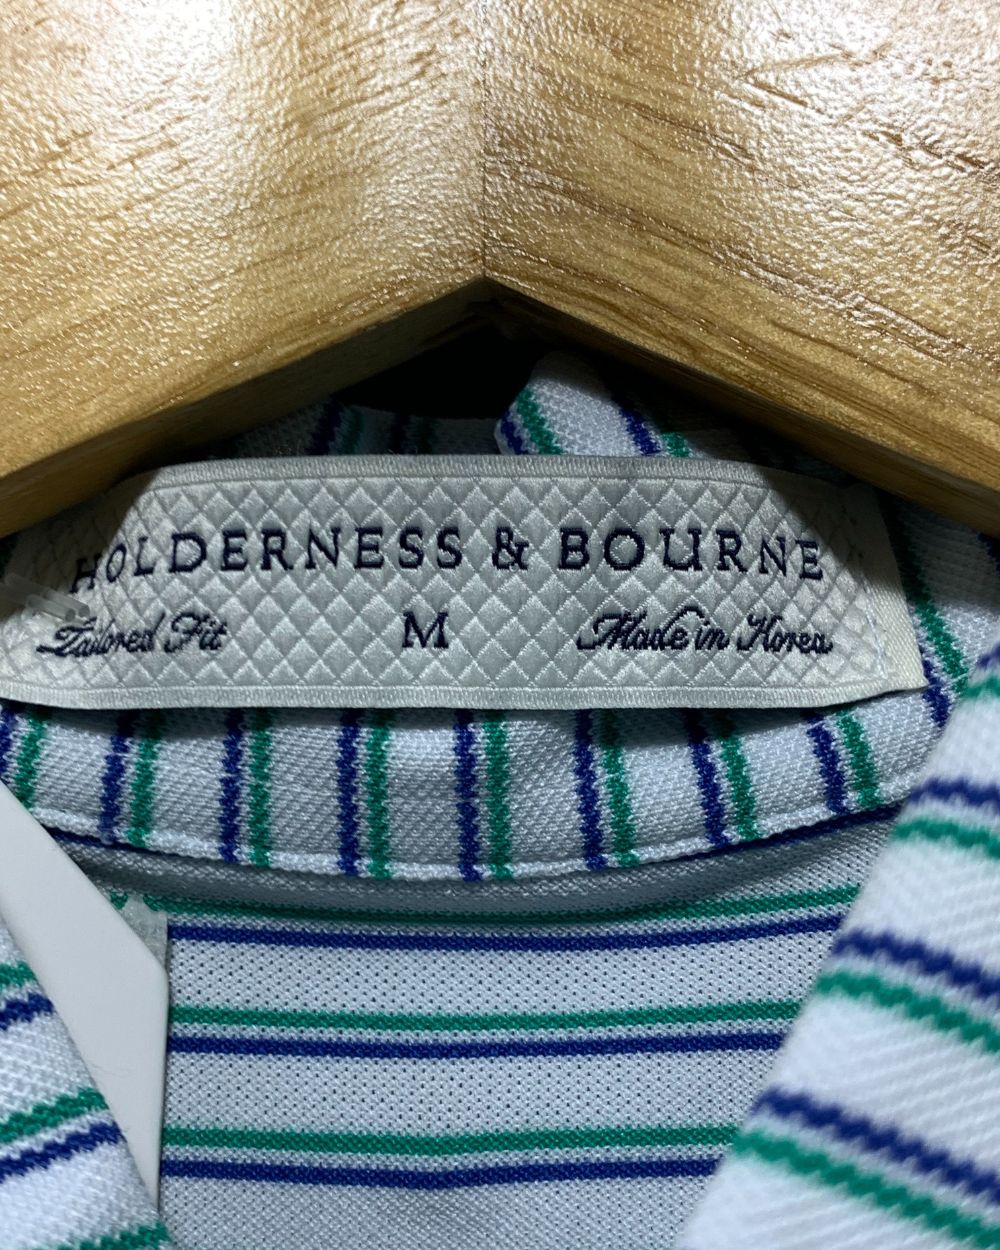 HOLDERNESS & BOURNE
Tailored Fit M Made in Korea